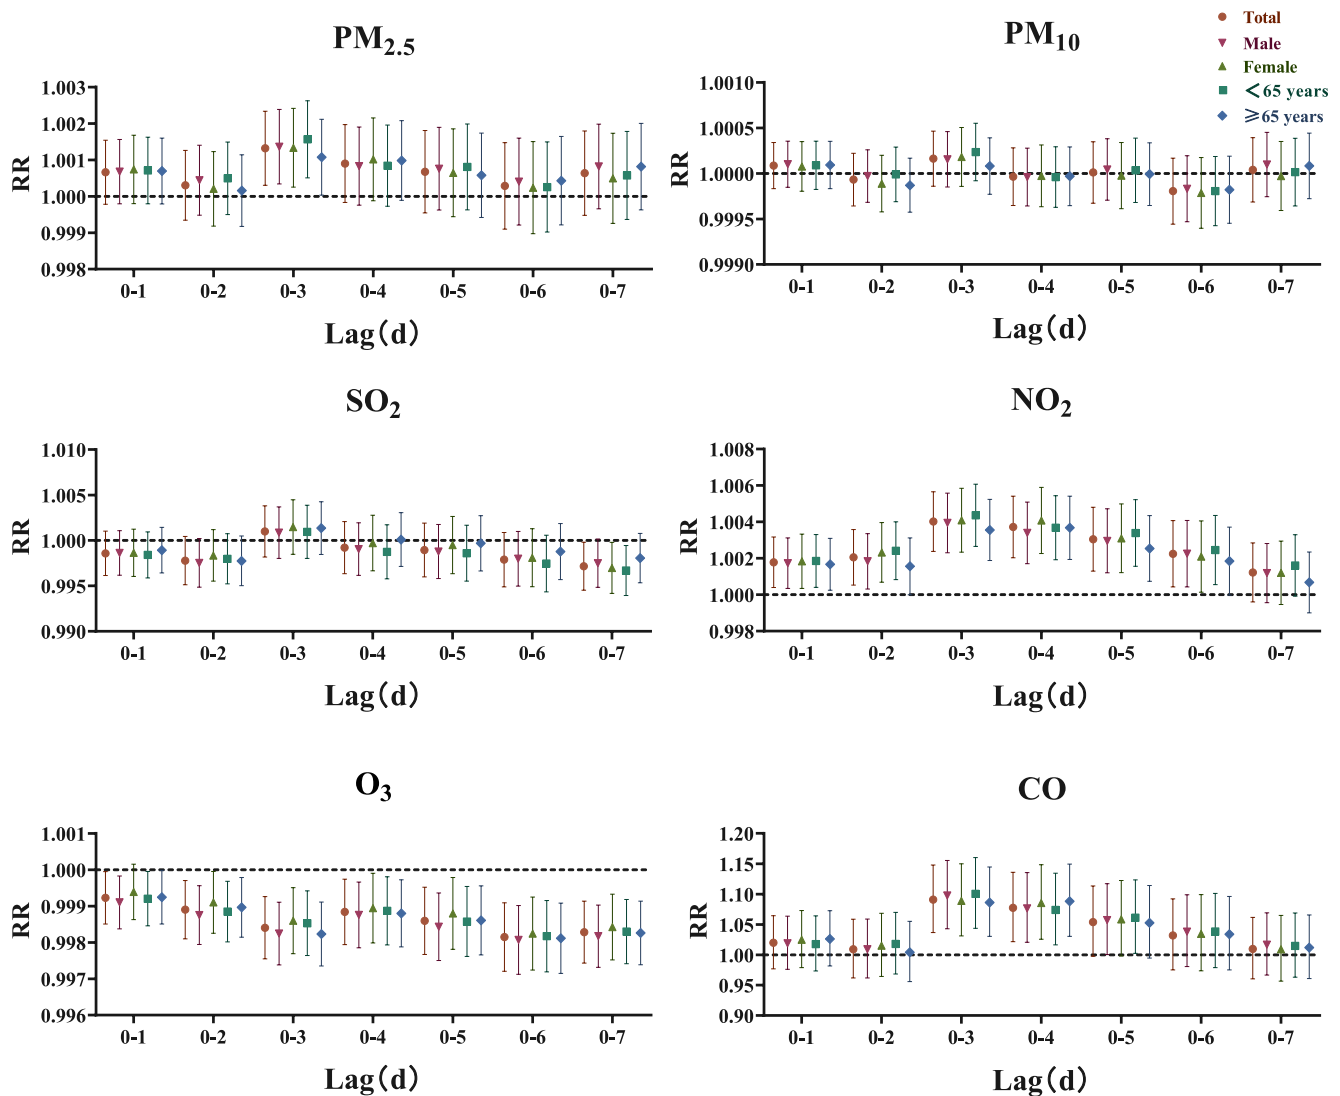 PM2.5
RR
1.003
1.002
1.001
1.000
0.999
0.998
0-1 0-2 0-3 0-4 0-5 0-6 0-7
Lag(d)
PM10
RR
1.0010
1.0005
1.0000
0.9995
0.9990
0-1 0-2 0-3 0-4 0-5 0-6 0-7
Lag(d)
Total
Male
Female
<65 years
≥65 years
SO2
RR
1.010
1.005
1.000
0.995
0.990
0-1 0-2 0-3 0-4 0-5 0-6 0-7
Lag(d)
NO2
RR
1.008
1.006
1.004
1.002
1.000
0.998
0-1 0-2 0-3 0-4 0-5 0-6 0-7
Lag(d)
O3
RR
1.001
1.000
0.999
0.998
0.997
0.996
0-1 0-2 0-3 0-4 0-5 0-6 0-7
Lag(d)
CO
RR
1.20
1.15
1.10
1.05
1.00
0.95
0.90
0-1 0-2 0-3 0-4 0-5 0-6 0-7
Lag(d)